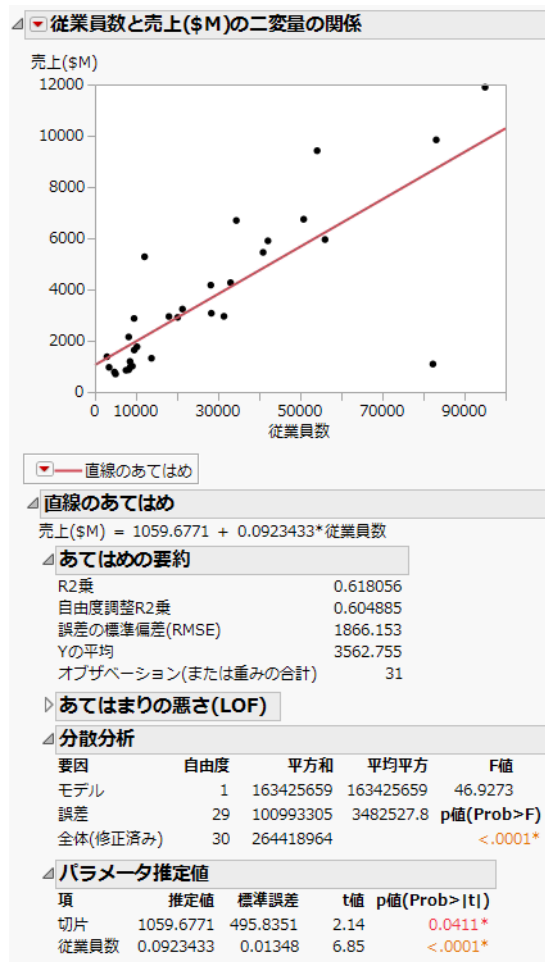 従業員数と売上($M)の二変量の関係
売上($M)
12000
10000
8000
6000
4000
2000
0
0 10000 30000 50000 70000 90000
従業員数
直線のあてはめ
直線のあてはめ
売上($M) = 1059.6771 + 0.0923433*従業員数
あてはめの要約
R2乗 0.618056
自由度調整R2乗 0.604885
誤差の標準偏差(RMSE) 1866.153
Yの平均 3562.755
オブザベーション(または重みの合計) 31
あてはまりの悪さ(LOF)
分散分析
要因 自由度 平方和 平均平方 F値
モデル 1 163425659 163425659 46.9273
誤差 29 100993305 3482527.8 p値(Prob>F)
全体(修正済み) 30 264418964 <.0001*
パラメータ推定値
項 推定値 標準誤差 t値 p値(Prob>|t|)
切片 1059.6771 495.8351 2.14 0.0411*
従業員数 0.0923433 0.01348 6.85 <.0001*